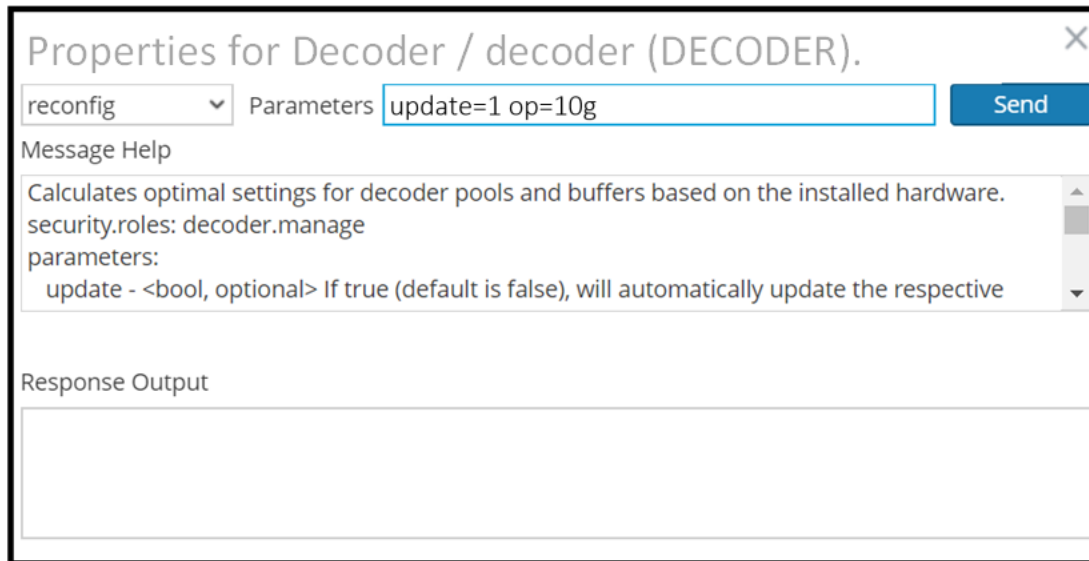 Properties for Decoder / decoder (DECODER).
reconfig Parameters update=1 op=10g Send
Message Help
Calculates optimal settings for decoder pools and buffers based on the installed hardware.
security.roles: decoder.manage
parameters:
update - <bool, optional> If true (default is false), will automatically update the respective
Response Output